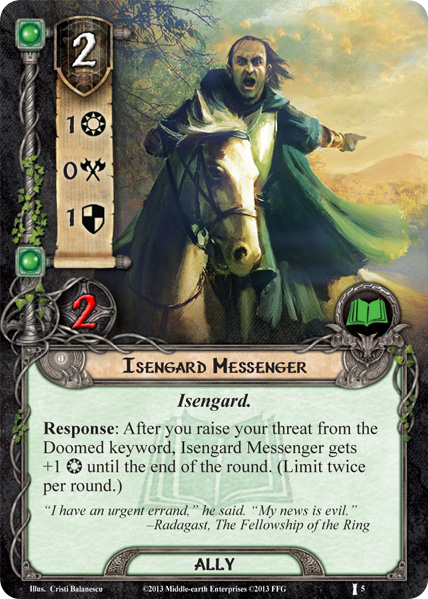 2
1
0
1
2
Isengard Messenger
Isengard.
Response: After you raise your threat from the
Doomed keyword, Isengard Messenger gets
+1 until the end of the round. (Limit twice
per round.)
“I have an urgent errand,” he said. “My news is evil.”
–Radagast, The Fellowship of the Ring
ALLY
Illus. Cristi Balanescu ©2013 Middle-earth Enterprises ©2013 FFG 5